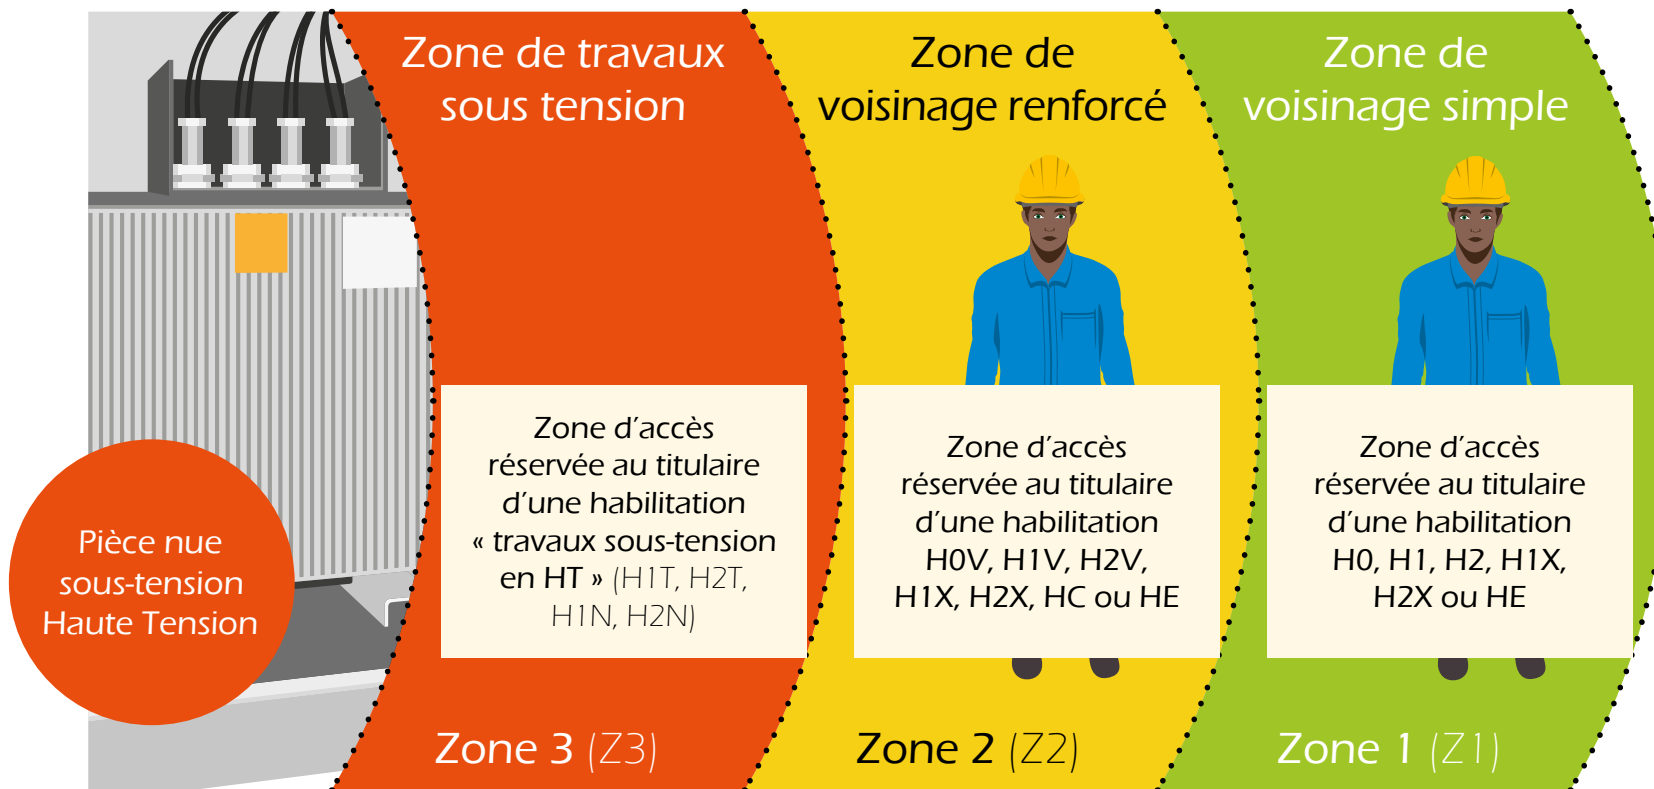 Zone de travaux
sous tension
Zone d’accès
réservée au titulaire
d’une habilitation
« travaux sous-tension
en HT » (H1T, H2T,
H1N, H2N)
Zone 3 (Z3)
Zone de
voisinage renforcé
Zone d’accès
réservée au titulaire
d’une habilitation
H0V, H1V, H2V,
H1X, H2X, HC ou HE
Zone 2 (Z2)
Zone de
voisinage simple
Zone d’accès
réservée au titulaire
d’une habilitation
H0, H1, H2, H1X,
H2X ou HE
Zone 1 (Z1)
Pièce nue
sous-tension
Haute Tension